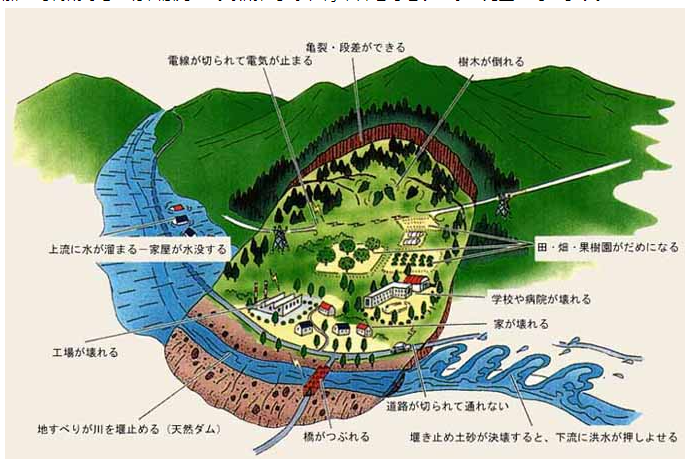 亀裂・段差ができる
電線が切られて電気が止まる
樹木が倒れる
上流に水が溜まる－家屋が水没する
田・畑・果樹園がだめになる
学校や病院が壊れる
家が壊れる
工場が壊れる
道路が切られて通れない
地すべりが川を堰止める（天然ダム）
橋がつぶれる
堰き止め土砂が決壊すると、下流に洪水が押しよせる